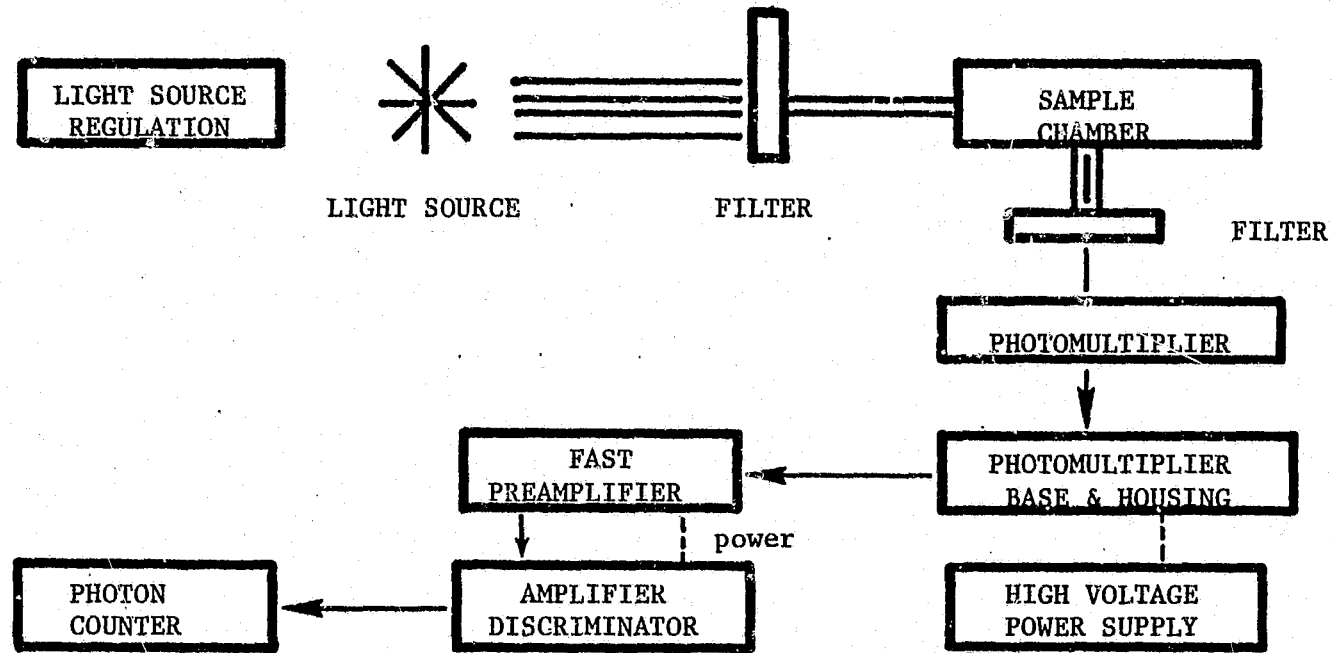 LIGHT SOURCE
REGULATION
SAMPLE
CHAMBER
LIGHT SOURCE
FILTER
FILTER
PHOTOMULTIPLIER
FAST
PREAMPLIFIER
PHOTOMULTIPLIER
BASE & HOUSING
power
PHOTON
COUNTER
AMPLIFIER
DISCRIMINATOR
HIGH VOLTAGE
POWER SUPPLY